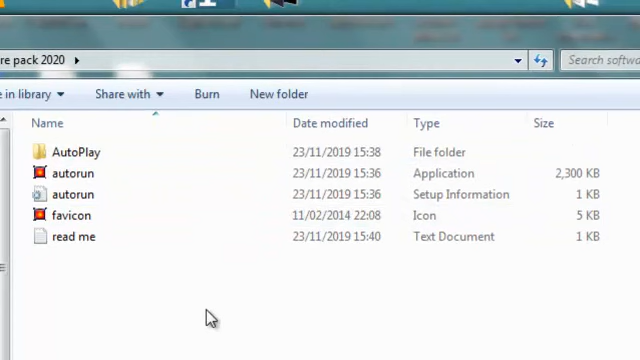 re pack 2020
Search softwa
e in library Share with Burn New folder
Name Date modified Type Size
AutoPlay 23/11/2019 15:38 File folder
autorun 23/11/2019 15:36 Application 2,300 KB
autorun 23/11/2019 15:36 Setup Information 1 KB
favicon 11/02/2014 22:08 Icon 5 KB
read me 23/11/2019 15:40 Text Document 1 KB